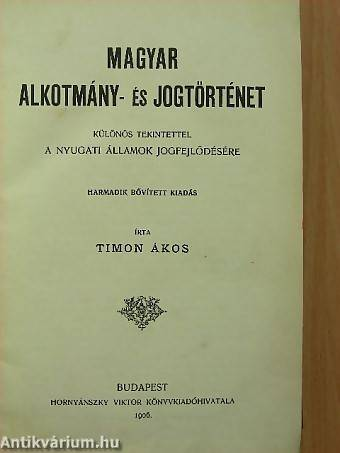 MAGYAR
ALKOTMÁNY- ÉS JOGTÖRTÉNET
KÜLÖNÖS TEKINTETTEL
A NYUGATI ÁLLAMOK JOGFEJLŐDÉSÉRE
HARMADIK BŐVÍTETT KIADÁS
ÍRTA
TIMON ÁKOS
BUDAPEST
HORNYÁNSZKY VIKTOR KÖNYVKIADÓHIVATALA
1906.
Antikvárium.hu